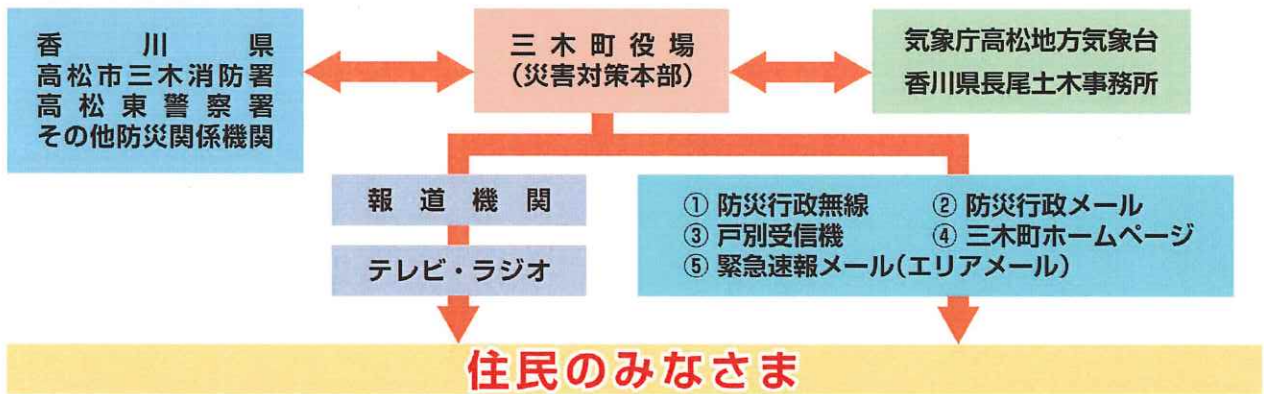 香川県
高松市三木消防署
高松東警察署
その他防災関係機関
三木町役場
(災害対策本部)
気象庁高松地方気象台
香川県長尾土木事務所
報道機関
テレビ・ラジオ
① 防災行政無線 ② 防災行政メール
③ 戸別受信機 ④ 三木町ホームページ
⑤ 緊急速報メール(エリアメール)
住民のみなさま